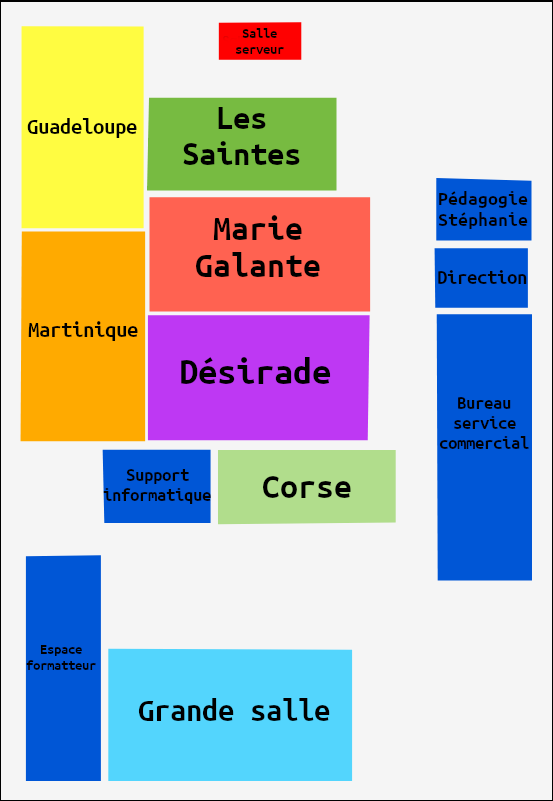 Salle
serveur
Guadeloupe
Les
Saintes
Pédagogie
Stéphanie
Marie
Galante
Direction
Martinique
Désirade
Bureau
service
commercial
Support
informatique
Corse
Espace
formatteur
Grande salle